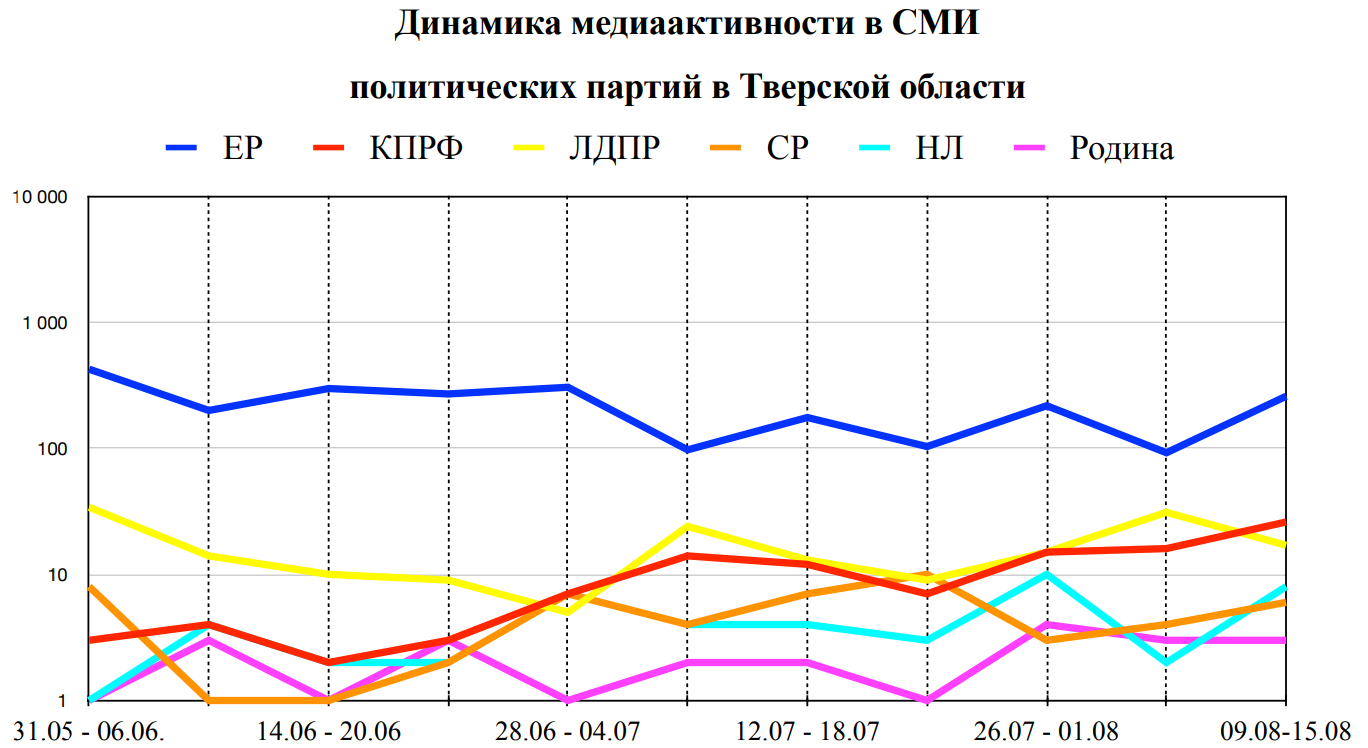 Динамика медиаактивности в СМИ
политических партий в Тверской области
ЕР КПРФ ЛДПР СР НЛ Родина
10 000
1 000
100
10
1
31.05 - 06.06. 14.06 - 20.06 28.06 - 04.07 12.07 - 18.07 26.07 - 01.08 09.08-15.08